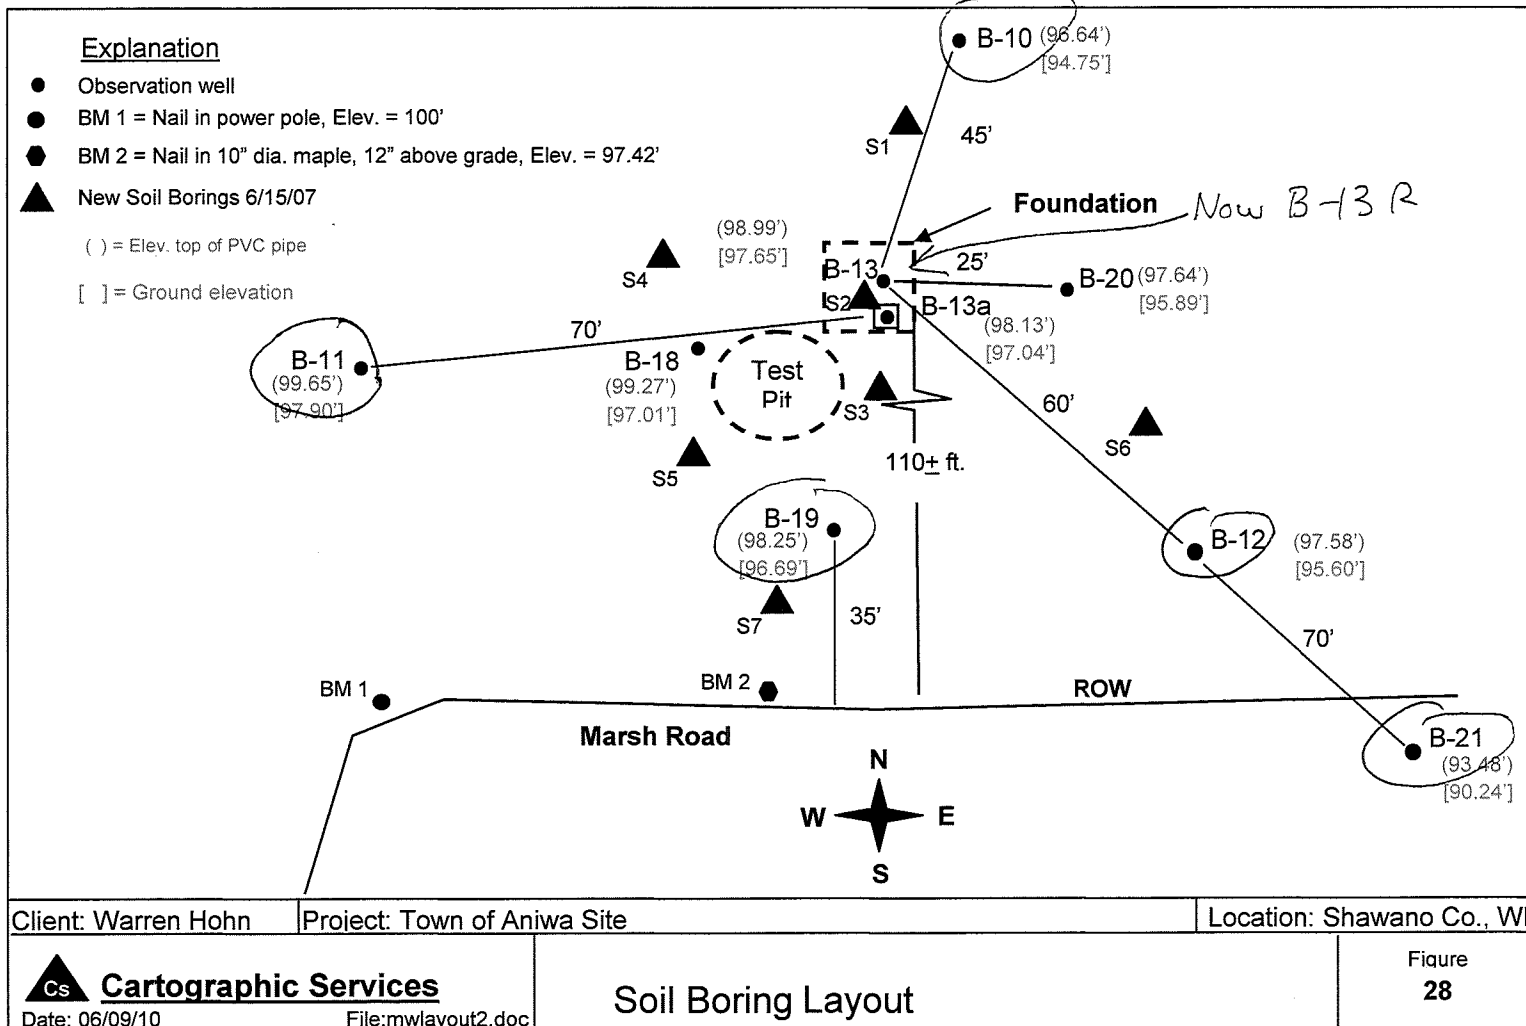 Explanation
Observation well
BM 1 = Nail in power pole, Elev. = 100'
BM 2 = Nail in 10” dia. maple, 12” above grade, Elev. = 97.42’
New Soil Borings 6/15/07
( ) = Elev. top of PVC pipe
[ ] = Ground elevation
B-10 (96.64’)
[94.75’]
S1
45’
Foundation
Now B-13 R
(98.99’)
[97.65’]
S4
B-13
25’
B-20 (97.64’)
[95.89’]
S2
B-13a
(98.13’)
[97.04’]
70’
B-11
(99.65’)
[97.90’]
B-18
(99.27’)
[97.01’]
Test
Pit
S3
60’
S6
110± ft.
S5
B-19
(98.25’)
[96.69’]
B-12 (97.58’)
[95.60’]
S7
35’
70’
BM 1
BM 2
ROW
Marsh Road
B-21
(93.48’)
[90.24’]
N
W E
S
Client: Warren Hohn
Project: Town of Aniwa Site
Location: Shawano Co., WI
Cs Cartographic Services
Date: 06/09/10 File:mwlayout2.doc
Soil Boring Layout
Figure
28